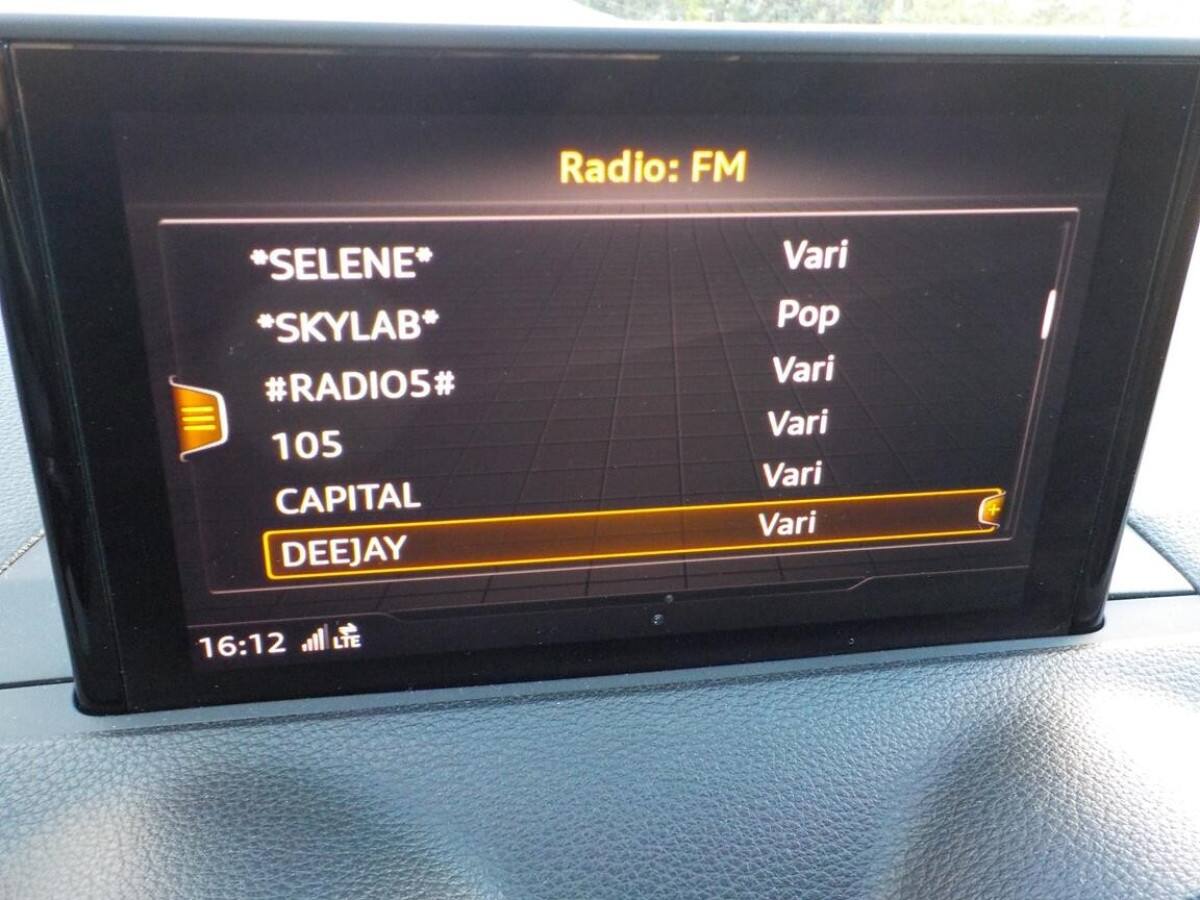 Radio: FM
*SELENE* Vari
*SKYLAB* Pop
#RADIO5# Vari
105 Vari
CAPITAL Vari
DEEJAY Vari
16:12 LTE